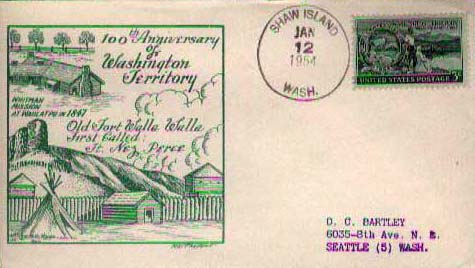 100th Anniversary
of
Washington
Territory
WHITMAN
MISSION
AT WAIILATPU IN 1847
Old Fort Walla Walla
First Called:
Ft. Nez Perce
SHAW ISLAND
JAN
12
1954
WASH.
UNITED STATES POSTAGE 3¢
D. C. BARTLEY
6035-8th Ave. N. E.
SEATTLE (5) WASH.